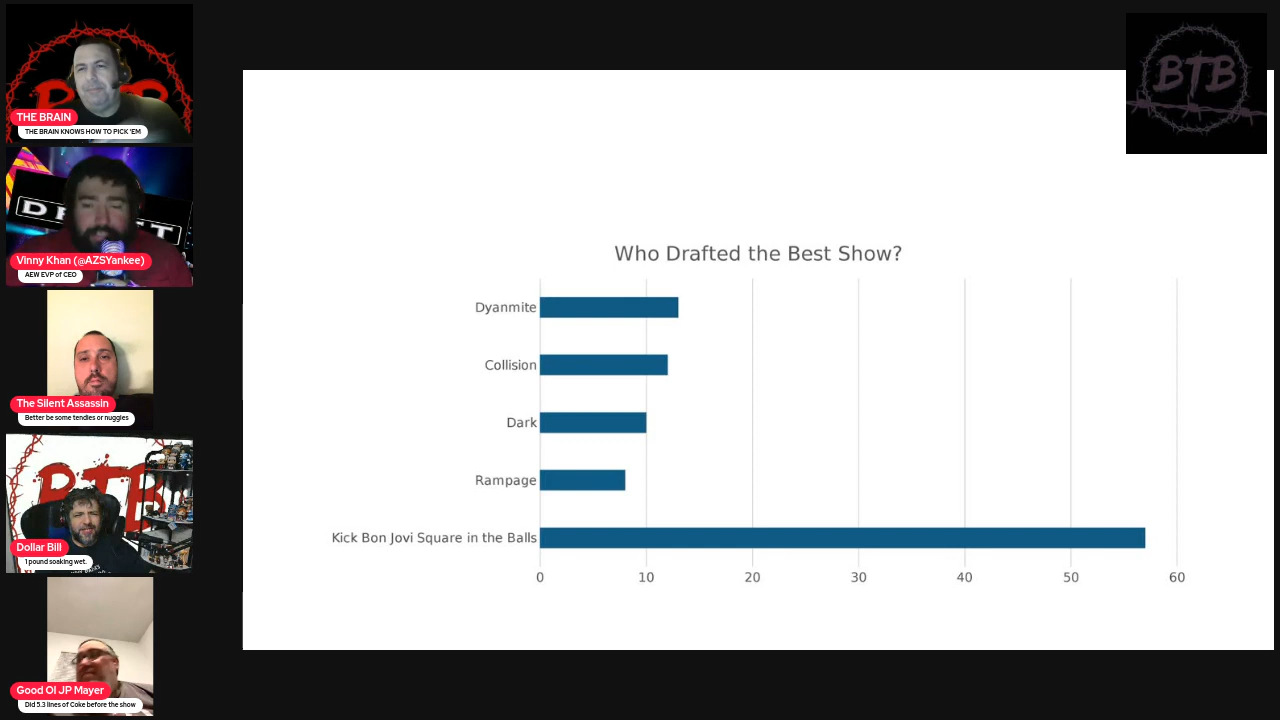 THE BRAIN
THE BRAIN KNOWS HOW TO PICK 'EM
Vinny Khan (@AZSYankee)
AEW EVP of CEO
The Silent Assassin
Better be some tendies or nuggies
BTB
Dollar Bill
1 pound soaking wet.
Good Ol JP Mayer
Did 5.3 lines of Coke before the show
BTB
Who Drafted the Best Show?
Dyanmite
Collision
Dark
Rampage
Kick Bon Jovi Square in the Balls
0 10 20 30 40 50 60